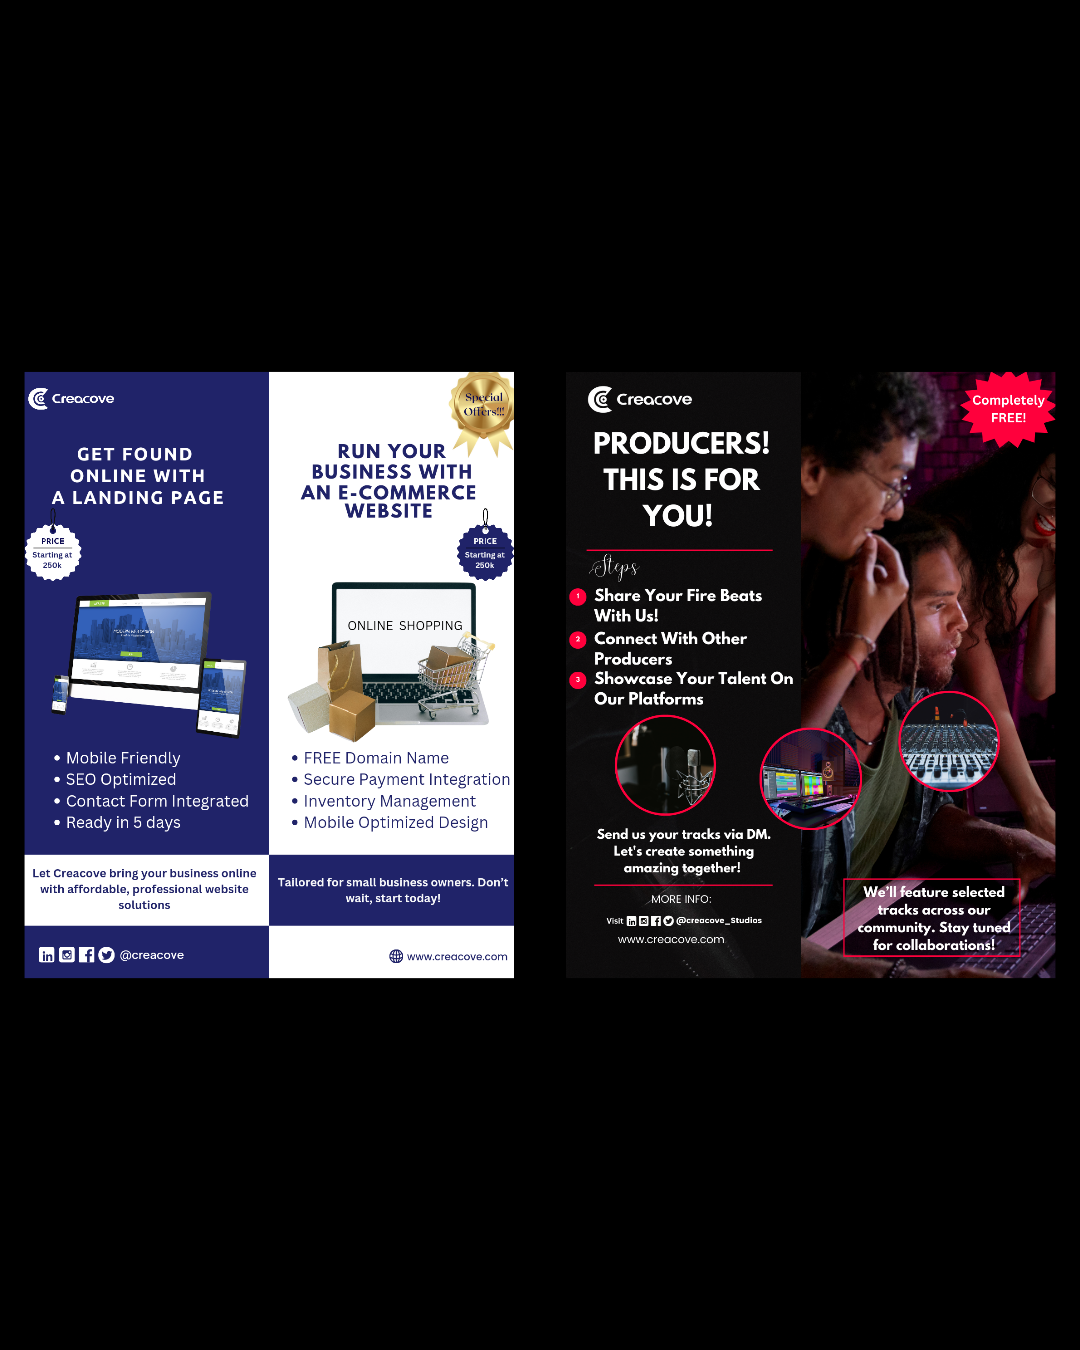 Creacove
GET FOUND
ONLINE WITH
A LANDING PAGE
PRICE
Starting at
250k
Mobile Friendly
SEO Optimized
Contact Form Integrated
Ready in 5 days
Let Creacove bring your business online
with affordable, professional website
solutions
@creacove
Special
Offers!!!
RUN YOUR
BUSINESS WITH
AN E-COMMERCE
WEBSITE
PRICE
Starting at
250k
ONLINE SHOPPING
FREE Domain Name
Secure Payment Integration
Inventory Management
Mobile Optimized Design
Tailored for small business owners. Don't
wait, start today!
www.creacove.com
Creacove
PRODUCERS!
THIS IS FOR
YOU!
Steps
1 Share Your Fire Beats
With Us!
2 Connect With Other
Producers
3 Showcase Your Talent On
Our Platforms
Send us your tracks via DM.
Let's create something
amazing together!
MORE INFO:
Visit @creacove_Studios
www.creacove.com
Completely
FREE!
We'll feature selected
tracks across our
community. Stay tuned
for collaborations!